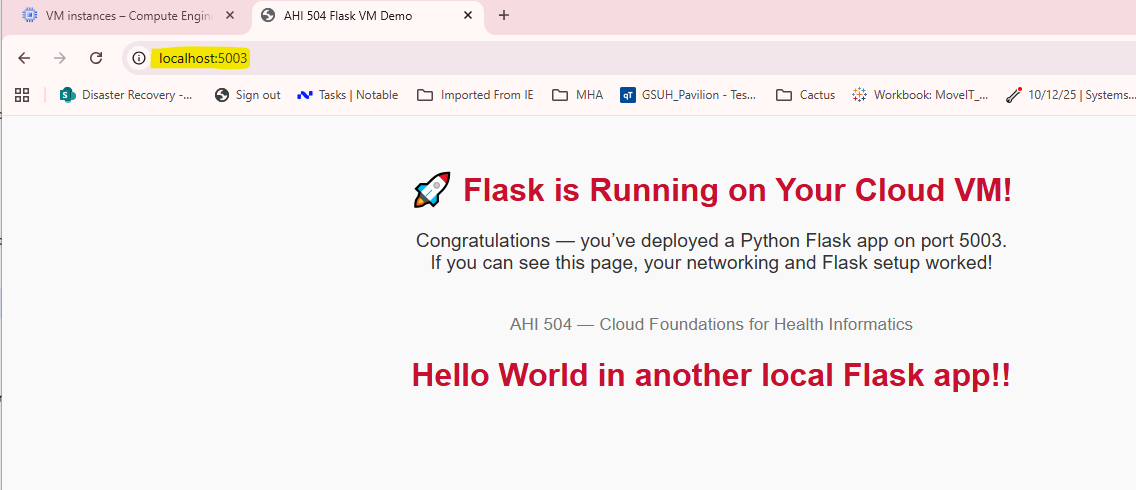 VM instances – Compute Engin
AHI 504 Flask VM Demo
localhost:5003
Disaster Recovery -...
Sign out
Tasks | Notable
Imported From IE
MHA
qT
GSUH_Pavilion - Tes...
Cactus
Workbook: MoveIT_...
10/12/25 | Systems...
🚀 Flask is Running on Your Cloud VM!
Congratulations — you’ve deployed a Python Flask app on port 5003.
If you can see this page, your networking and Flask setup worked!
AHI 504 — Cloud Foundations for Health Informatics
Hello World in another local Flask app!!